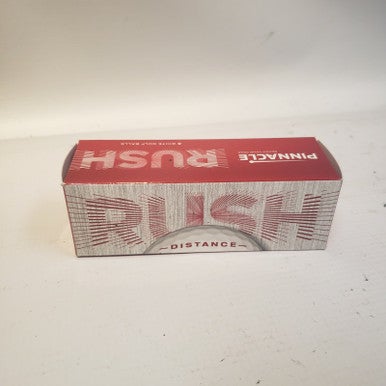 PINNACLE
RUSH
3 WHITE GOLF BALLS
RUSH
DISTANCE